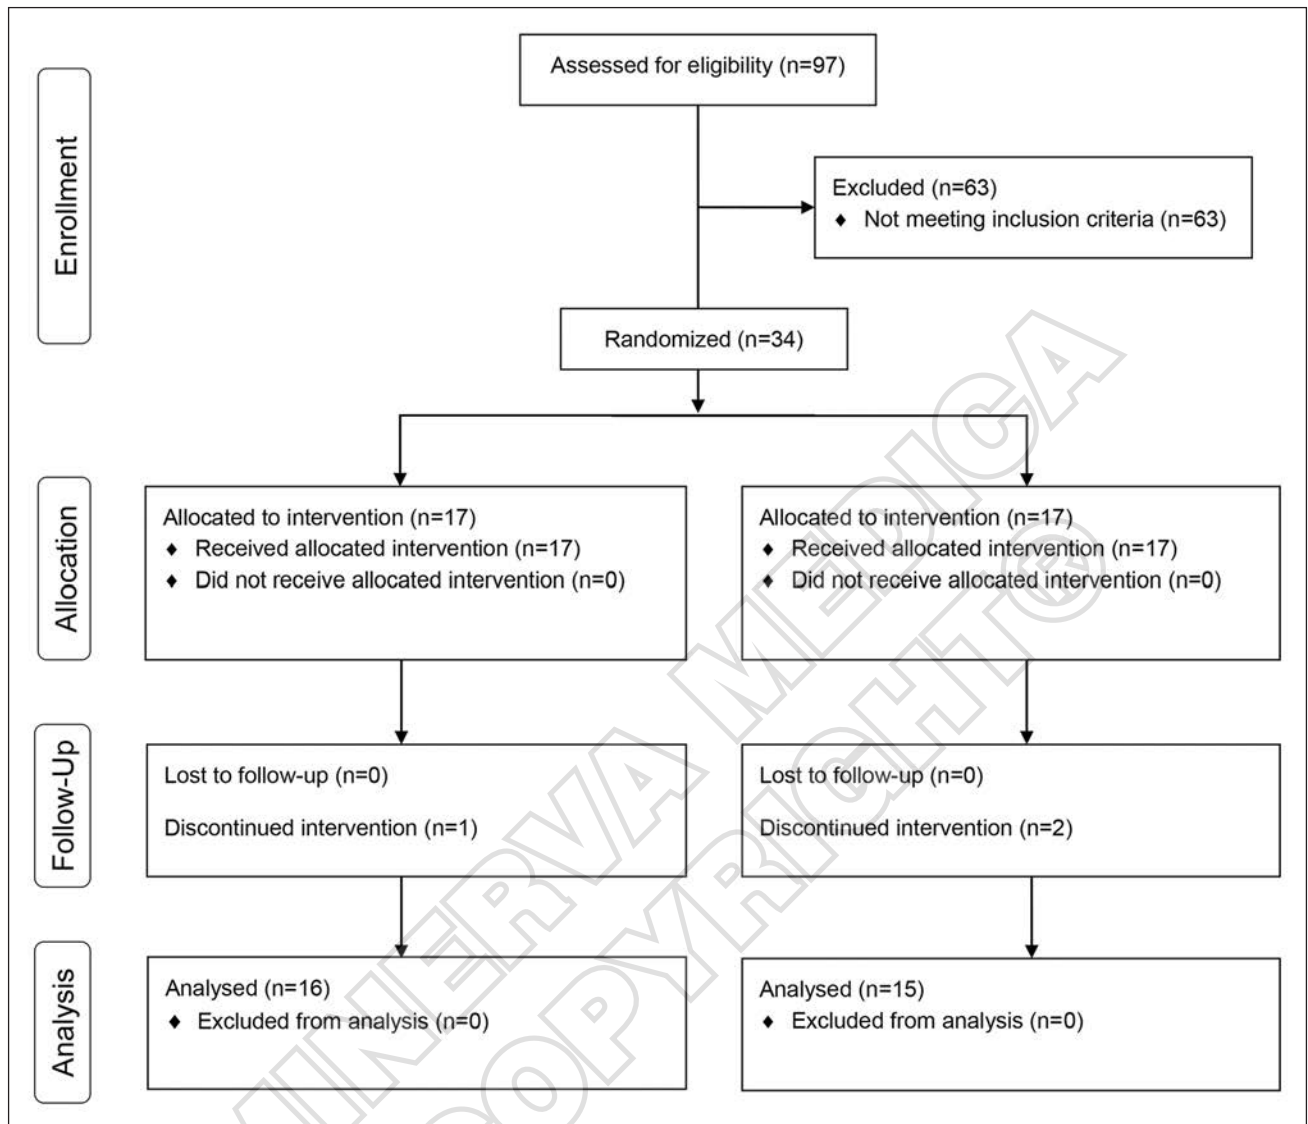 Enrollment
Assessed for eligibility (n=97)
Excluded (n=63)
♦ Not meeting inclusion criteria (n=63)
Randomized (n=34)
Allocation
Allocated to intervention (n=17)
♦ Received allocated intervention (n=17)
♦ Did not receive allocated intervention (n=0)
Allocated to intervention (n=17)
♦ Received allocated intervention (n=17)
♦ Did not receive allocated intervention (n=0)
Follow-Up
Lost to follow-up (n=0)
Discontinued intervention (n=1)
Lost to follow-up (n=0)
Discontinued intervention (n=2)
Analysis
Analysed (n=16)
♦ Excluded from analysis (n=0)
Analysed (n=15)
♦ Excluded from analysis (n=0)
MINERVA MEDICA
COPYRIGHT®